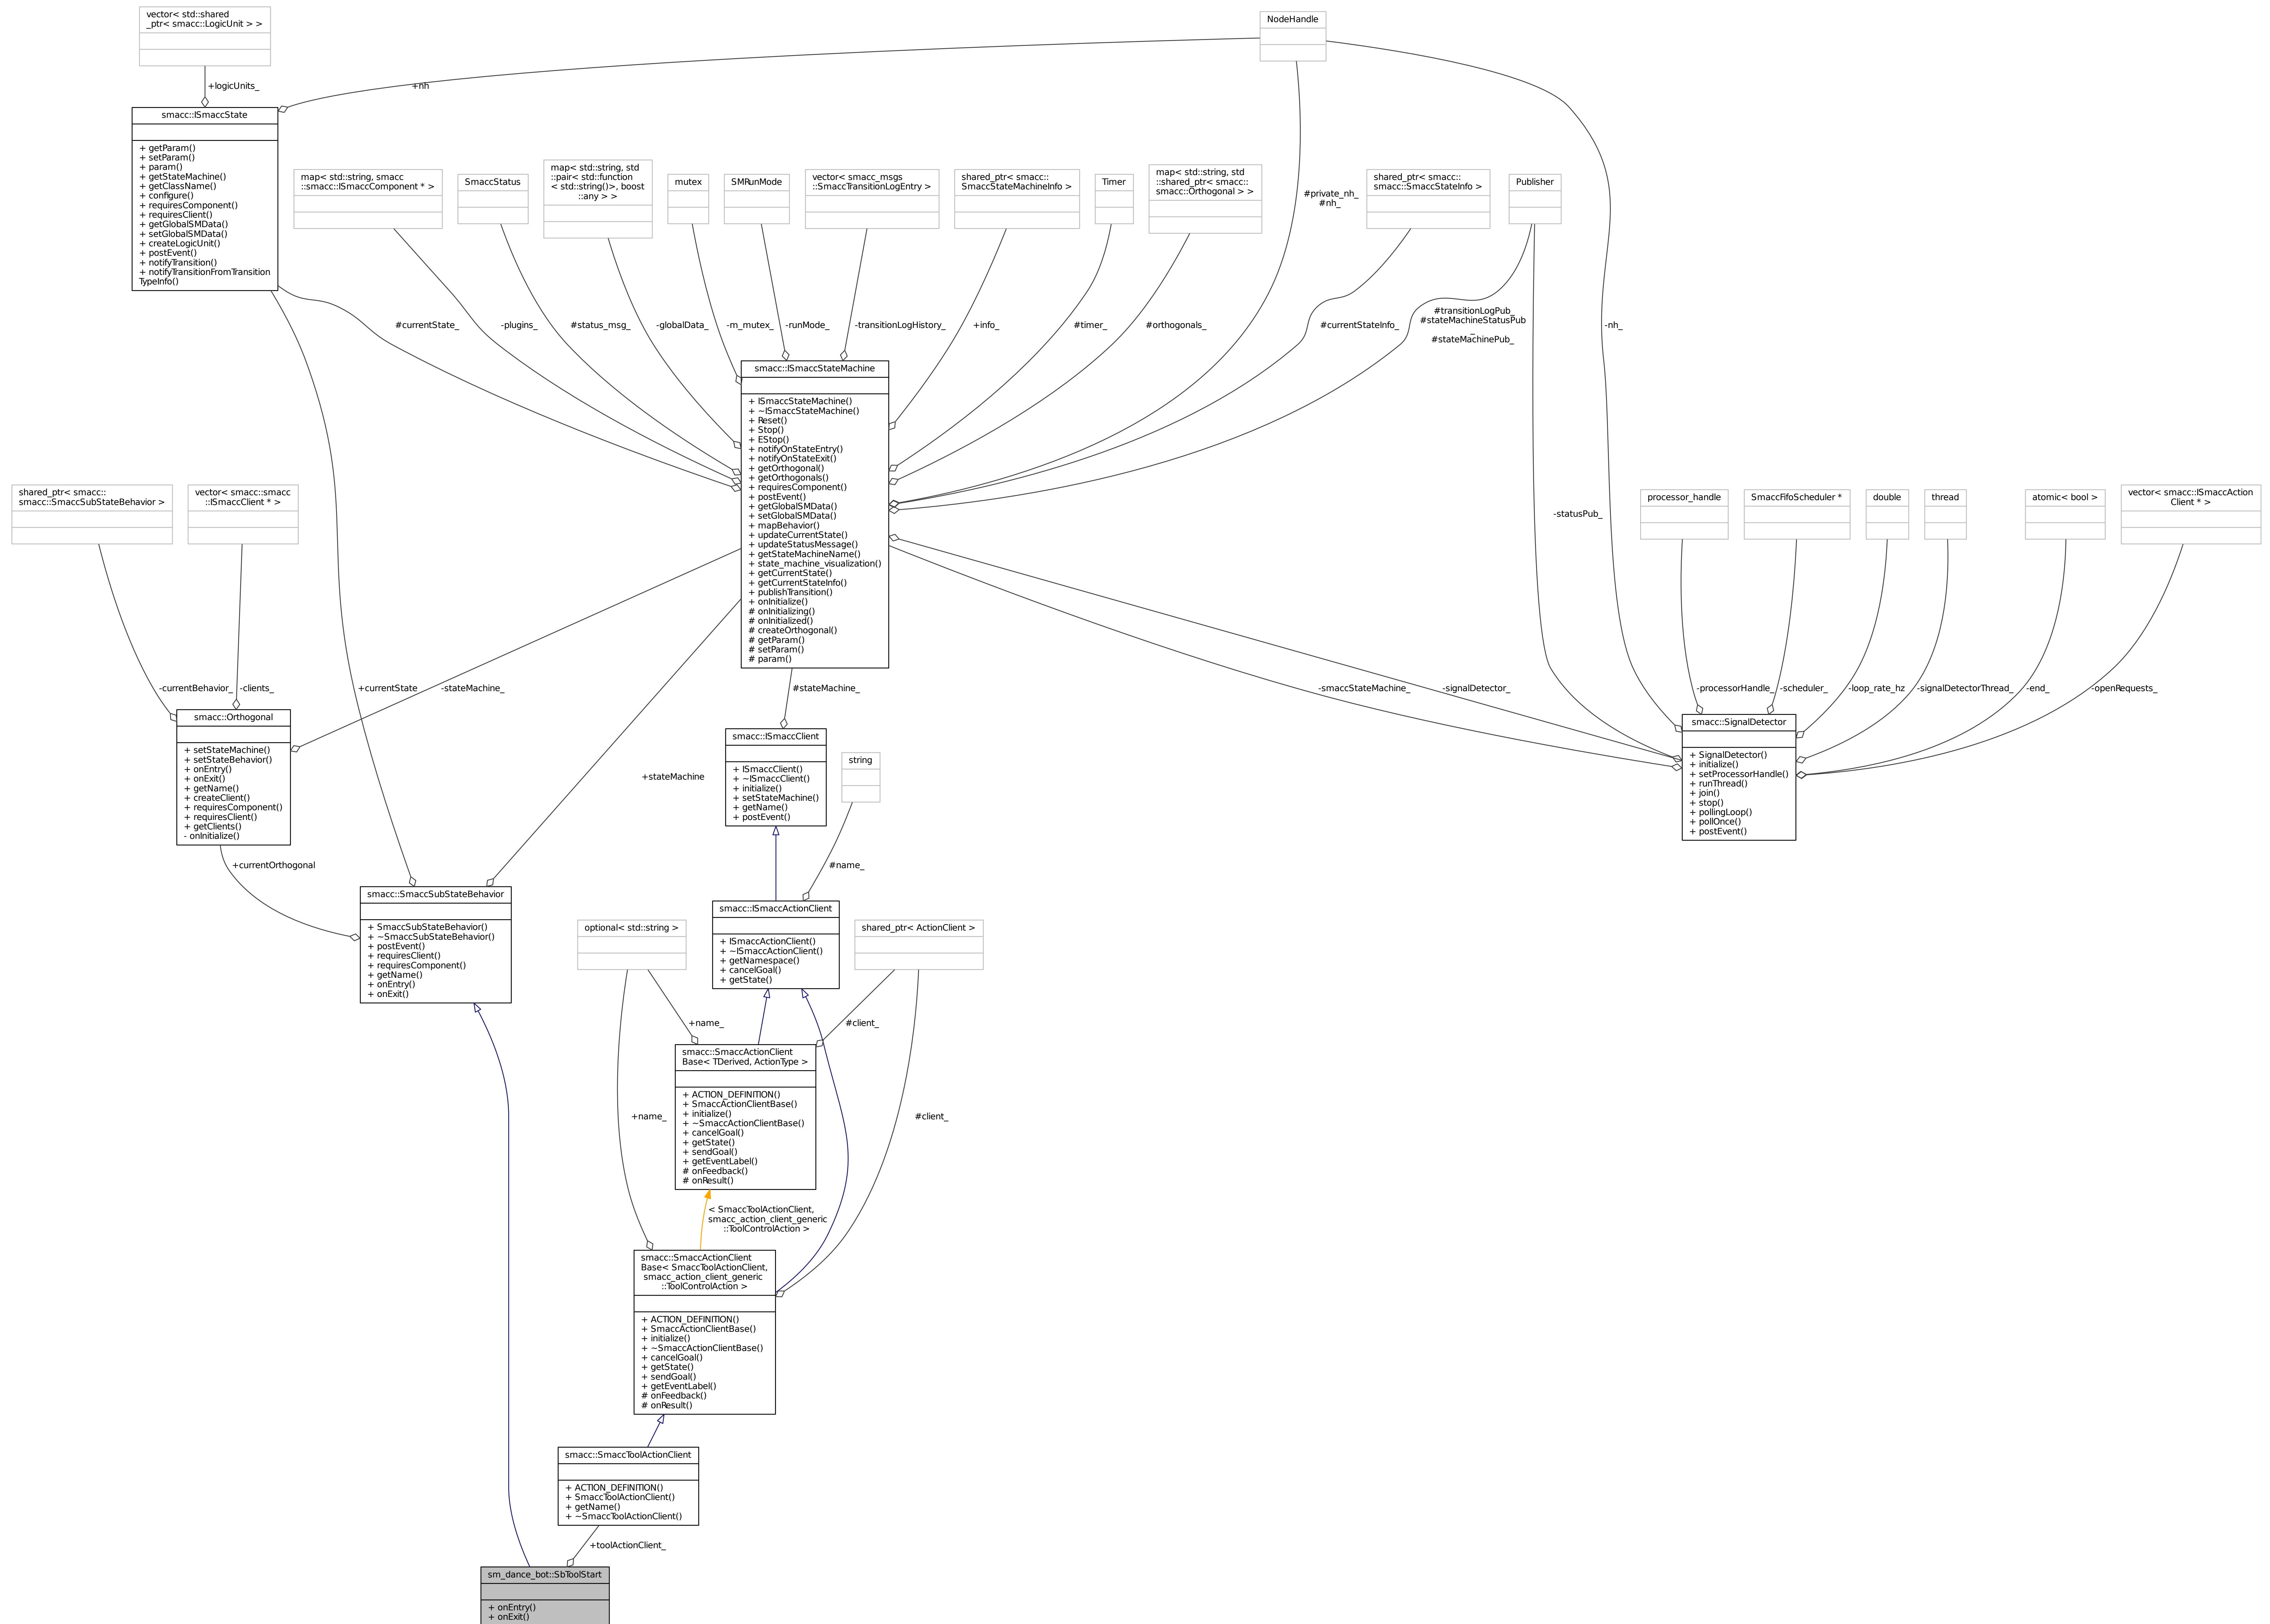 vector< std::shared
_ptr< smacc::LogicUnit > >
NodeHandle
+logicUnits_
+nh
smacc::ISmaccState
+ getParam()
+ setParam()
+ param()
+ getStateMachine()
+ getClassName()
+ configure()
+ requiresComponent()
+ requiresClient()
+ getGlobalSMData()
+ setGlobalSMData()
+ createLogicUnit()
+ postEvent()
+ notifyTransition()
+ notifyTransitionFromTransition
TypeInfo()
map< std::string, smacc
::smacc::ISmaccComponent * >
SmaccStatus
map< std::string, std
::pair< std::function
< std::string()>, boost
::any > >
mutex
SMRunMode
vector< smacc_msgs
::SmaccTransitionLogEntry >
shared_ptr< smacc::
SmaccStateMachineInfo >
Timer
map< std::string, std
::shared_ptr< smacc::
smacc::Orthogonal > >
#private_nh_
#nh_
shared_ptr< smacc::
smacc::SmaccStateInfo >
Publisher
#currentState_
-plugins_
#status_msg_
-globalData_
-m_mutex_
-runMode_
-transitionLogHistory_
+info_
#timer_
#orthogonals_
#currentStateInfo_
#transitionLogPub_
#stateMachineStatusPub
_
#stateMachinePub_
-nh_
smacc::ISmaccStateMachine
+ ISmaccStateMachine()
+ ~ISmaccStateMachine()
+ Reset()
+ Stop()
+ EStop()
+ notifyOnStateEntry()
+ notifyOnStateExit()
+ getOrthogonal()
+ getOrthogonals()
+ requiresComponent()
+ postEvent()
+ getGlobalSMData()
+ setGlobalSMData()
+ mapBehavior()
+ updateCurrentState()
+ updateStatusMessage()
+ getStateMachineName()
+ state_machine_visualization()
+ getCurrentState()
+ getCurrentStateInfo()
+ publishTransition()
+ onInitialize()
# onInitializing()
# onInitialized()
# createOrthogonal()
# getParam()
# setParam()
# param()
shared_ptr< smacc::
smacc::SmaccSubStateBehavior >
vector< smacc::smacc
::ISmaccClient * >
-statusPub_
processor_handle
SmaccFifoScheduler *
double
thread
atomic< bool >
vector< smacc::ISmaccAction
Client * >
-currentBehavior_
-clients_
+currentState
-stateMachine_
#stateMachine_
-smaccStateMachine_
-signalDetector_
-processorHandle_
-scheduler_
-loop_rate_hz
-signalDetectorThread_
-end_
-openRequests_
smacc::Orthogonal
+ setStateMachine()
+ setStateBehavior()
+ onEntry()
+ onExit()
+ getName()
+ createClient()
+ requiresComponent()
+ requiresClient()
+ getClients()
- onInitialize()
+stateMachine
smacc::ISmaccClient
+ ISmaccClient()
+ ~ISmaccClient()
+ initialize()
+ setStateMachine()
+ getName()
+ postEvent()
string
smacc::SignalDetector
+ SignalDetector()
+ initialize()
+ setProcessorHandle()
+ runThread()
+ join()
+ stop()
+ pollingLoop()
+ pollOnce()
+ postEvent()
+currentOrthogonal
#name_
smacc::SmaccSubStateBehavior
+ SmaccSubStateBehavior()
+ ~SmaccSubStateBehavior()
+ postEvent()
+ requiresClient()
+ requiresComponent()
+ getName()
+ onEntry()
+ onExit()
optional< std::string >
smacc::ISmaccActionClient
+ ISmaccActionClient()
+ ~ISmaccActionClient()
+ getNamespace()
+ cancelGoal()
+ getState()
shared_ptr< ActionClient >
+name_
#client_
smacc::SmaccActionClient
Base< TDerived, ActionType >
+ ACTION_DEFINITION()
+ SmaccActionClientBase()
+ initialize()
+ ~SmaccActionClientBase()
+ cancelGoal()
+ getState()
+ sendGoal()
+ getEventLabel()
# onFeedback()
# onResult()
+name_
#client_
< SmaccToolActionClient,
smacc_action_client_generic
::ToolControlAction >
smacc::SmaccActionClient
Base< SmaccToolActionClient,
smacc_action_client_generic
::ToolControlAction >
+ ACTION_DEFINITION()
+ SmaccActionClientBase()
+ initialize()
+ ~SmaccActionClientBase()
+ cancelGoal()
+ getState()
+ sendGoal()
+ getEventLabel()
# onFeedback()
# onResult()
smacc::SmaccToolActionClient
+ ACTION_DEFINITION()
+ SmaccToolActionClient()
+ getName()
+ ~SmaccToolActionClient()
+toolActionClient_
sm_dance_bot::SbToolStart
+ onEntry()
+ onExit()